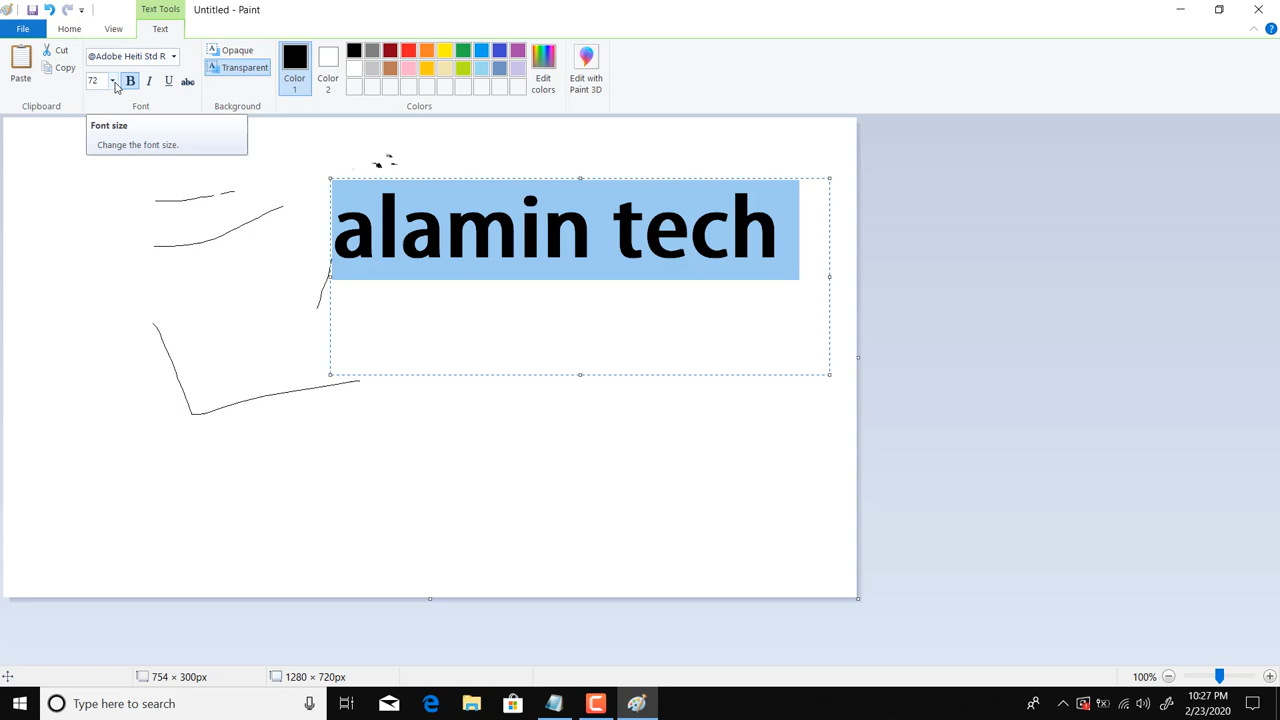 Text Tools
Untitled - Paint
File
Home
View
Text
Paste
Cut
Copy
Clipboard
@Adobe Heiti Std R
72
B
I
U
abc
Font
Opaque
Transparent
Background
Color 1
Color 2
Colors
Edit colors
Edit with Paint 3D
Font size
Change the font size.
alamin tech
754 × 300px
1280 × 720px
100%
Type here to search
10:27 PM
2/23/2020